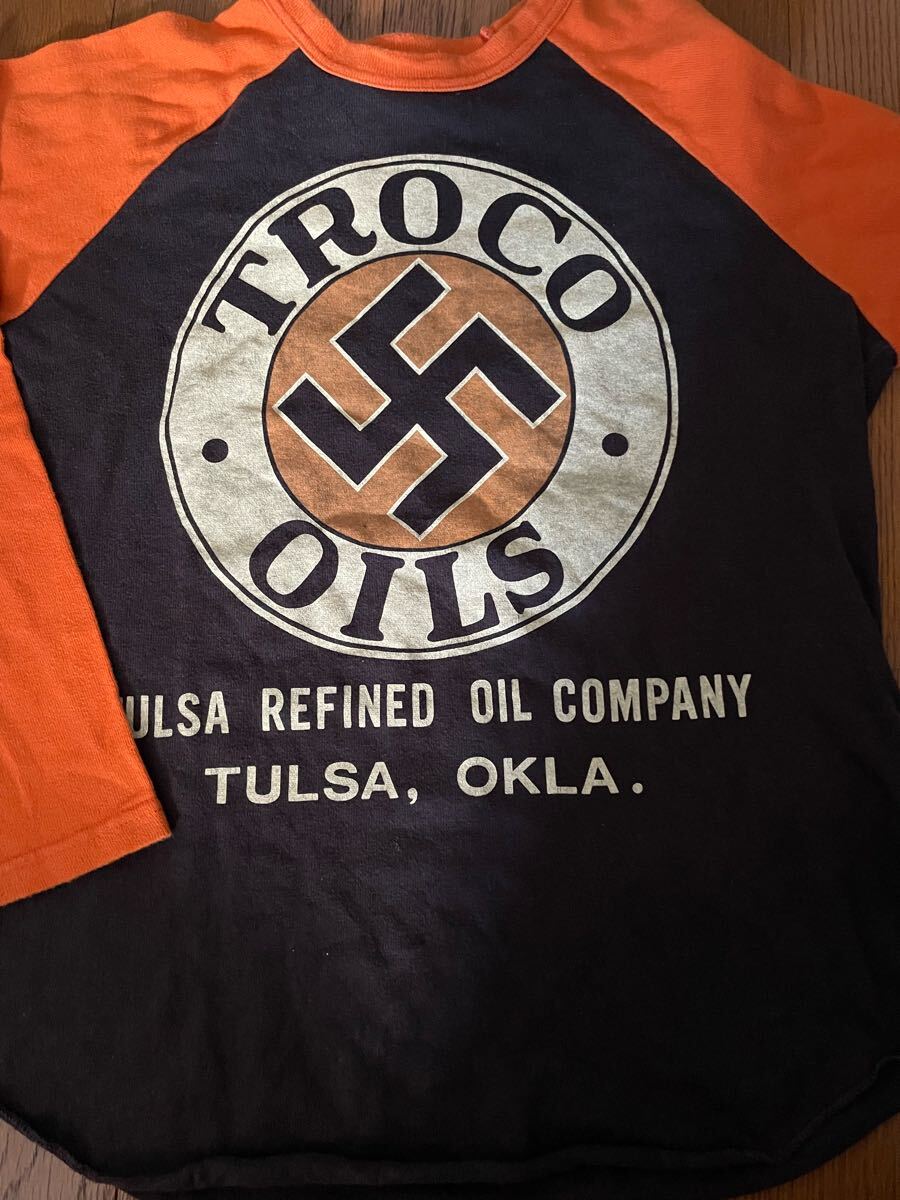 TROCO
OILS
ULSA REFINED OIL COMPANY
TULSA, OKLA.